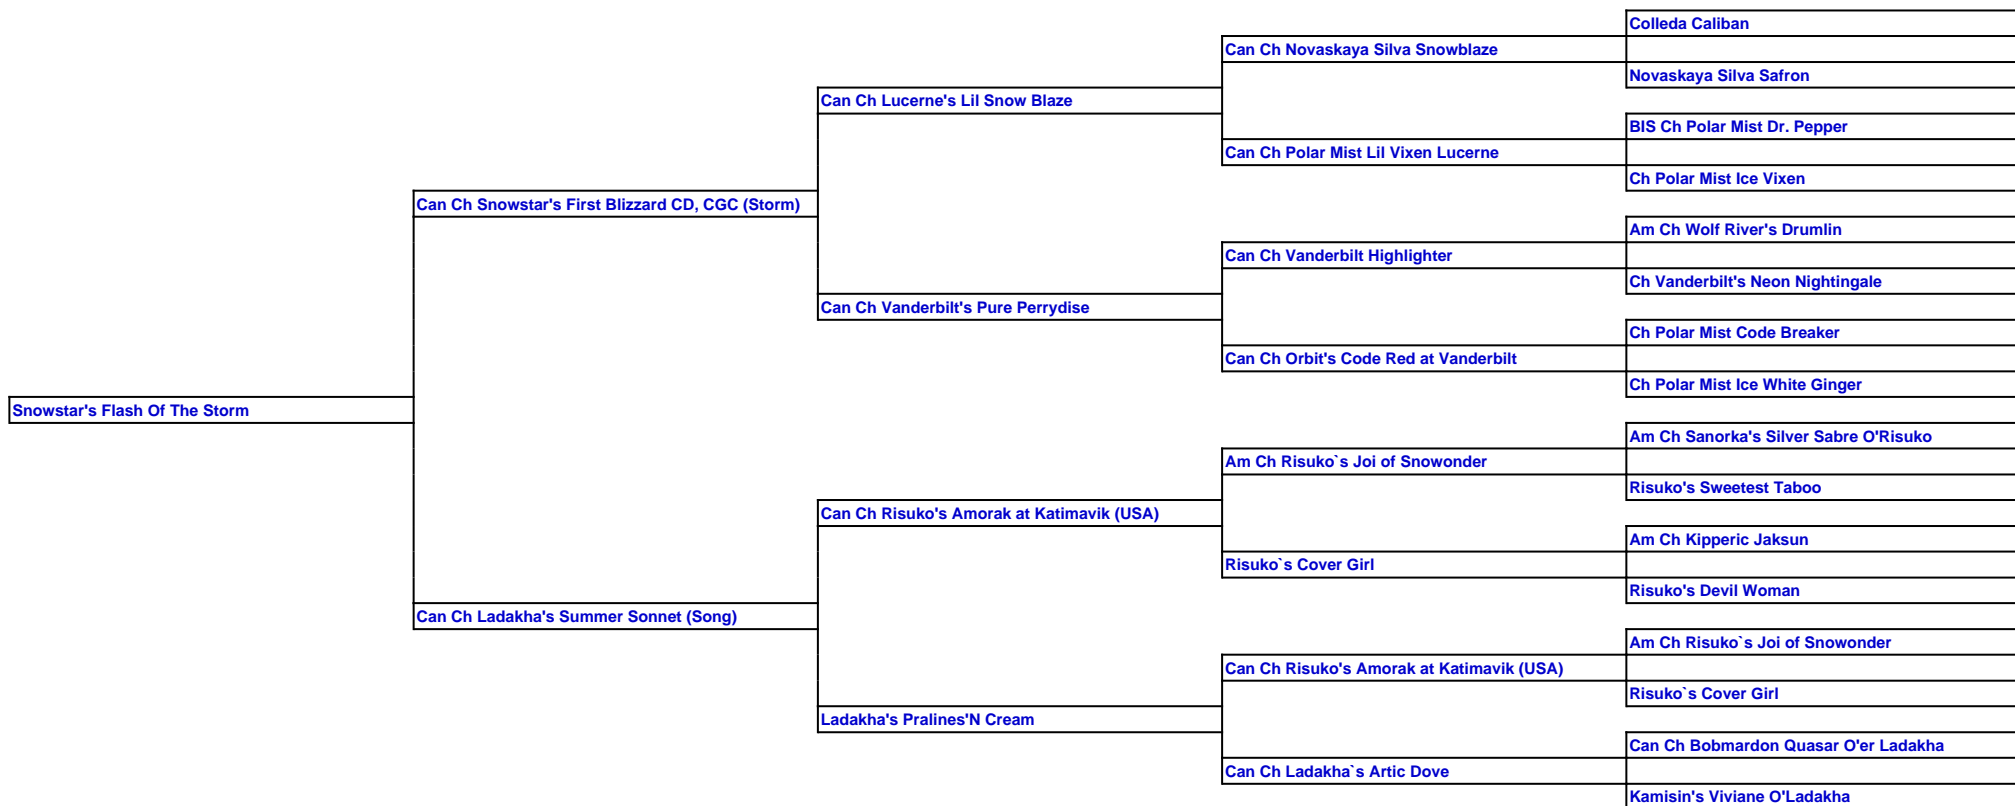 Colleda Caliban
Can Ch Novaskaya Silva Snowblaze
Novaskaya Silva Safron
Can Ch Lucerne's Lil Snow Blaze
BIS Ch Polar Mist Dr. Pepper
Can Ch Polar Mist Lil Vixen Lucerne
Ch Polar Mist Ice Vixen
Can Ch Snowstar's First Blizzard CD, CGC (Storm)
Am Ch Wolf River's Drumlin
Can Ch Vanderbilt Highlighter
Ch Vanderbilt's Neon Nightingale
Can Ch Vanderbilt's Pure Perrydise
Ch Polar Mist Code Breaker
Can Ch Orbit's Code Red at Vanderbilt
Ch Polar Mist Ice White Ginger
Snowstar's Flash Of The Storm
Am Ch Sanorka's Silver Sabre O'Risuko
Am Ch Risuko`s Joi of Snowonder
Risuko's Sweetest Taboo
Can Ch Risuko's Amorak at Katimavik (USA)
Am Ch Kipperic Jaksun
Risuko`s Cover Girl
Risuko's Devil Woman
Can Ch Ladakha's Summer Sonnet (Song)
Am Ch Risuko`s Joi of Snowonder
Can Ch Risuko's Amorak at Katimavik (USA)
Risuko`s Cover Girl
Ladakha's Pralines'N Cream
Can Ch Bobmardon Quasar O'er Ladakha
Can Ch Ladakha`s Artic Dove
Kamisin's Viviane O'Ladakha